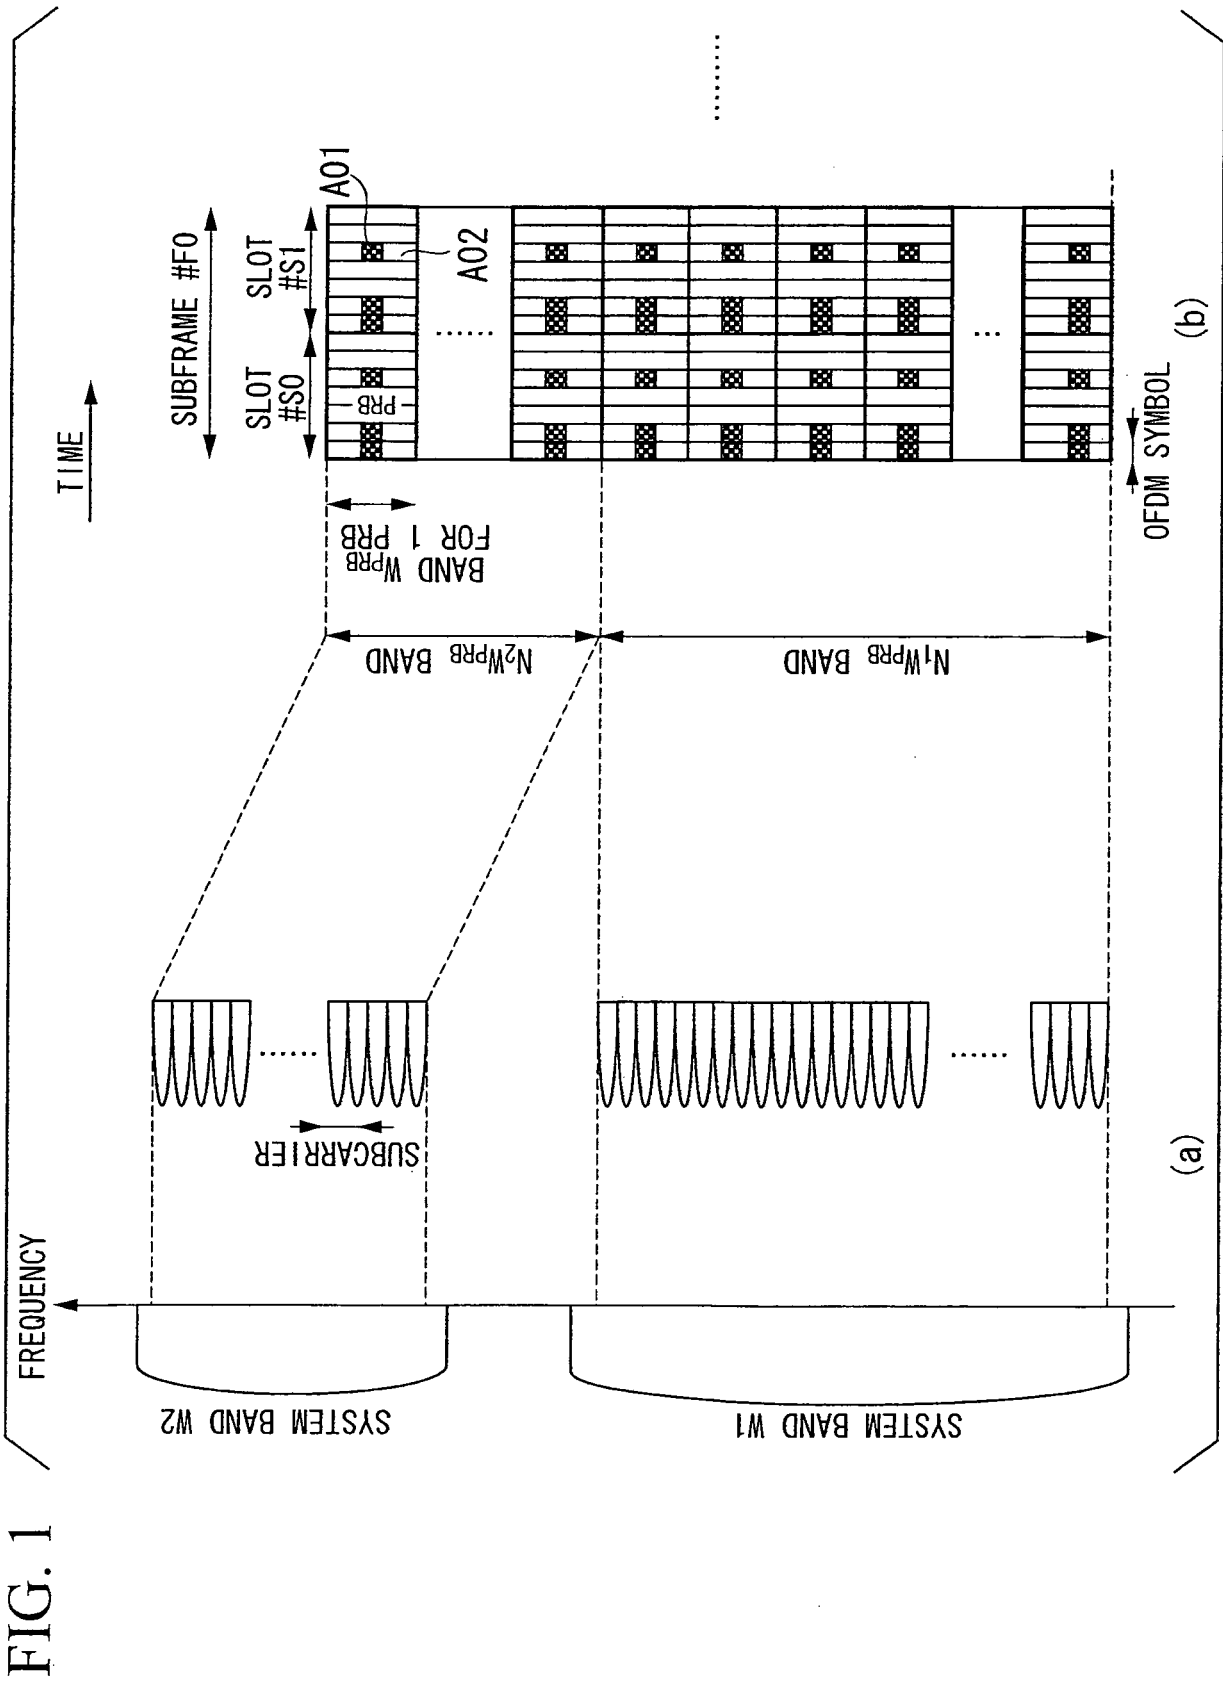 FIG. 1
FREQUENCY
SYSTEM BAND W2
SYSTEM BAND W1
SUBCARRIER
(a)
TIME
SUBFRAME #F0
SLOT
#S0
SLOT
#S1
A01
A02
PRB
BAND WPRB
FOR 1 PRB
N2WPRB BAND
N1WPRB BAND
OFDM SYMBOL
(b)